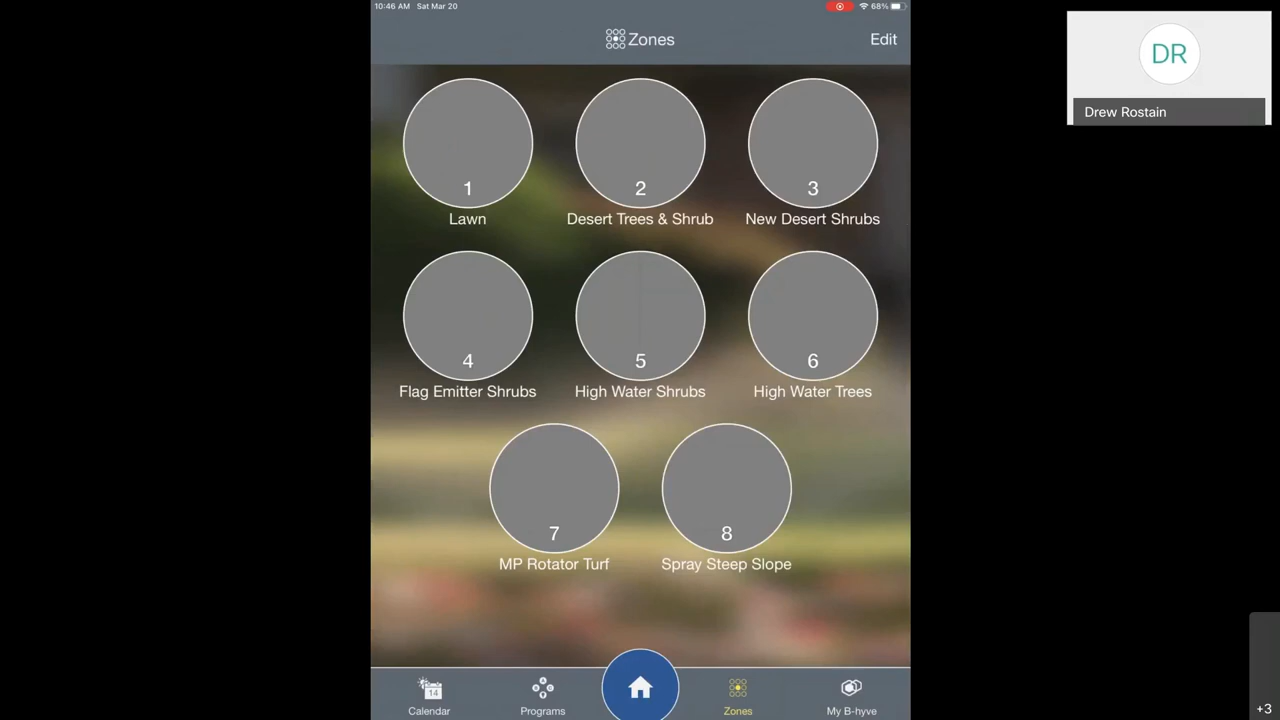 10:46 AM Sat Mar 20
68%
Zones
Edit
DR
Drew Rostain
1
Lawn
2
Desert Trees & Shrub
3
New Desert Shrubs
4
Flag Emitter Shrubs
5
High Water Shrubs
6
High Water Trees
7
MP Rotator Turf
8
Spray Steep Slope
14
Calendar
A
B
C
Programs
Zones
My B-hyve
+3